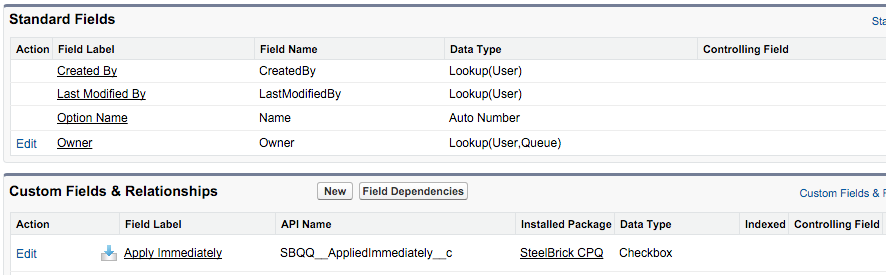 Standard Fields Sta
Action Field Label Field Name Data Type Controlling Field
Created By CreatedBy Lookup(User)
Last Modified By LastModifiedBy Lookup(User)
Option Name Name Auto Number
Edit Owner Owner Lookup(User,Queue)
Custom Fields & Relationships New Field Dependencies Custom Fields & F
Action Field Label API Name Installed Package Data Type Indexed Controlling Field
Edit Apply Immediately SBQQ__AppliedImmediately__c SteelBrick CPQ Checkbox